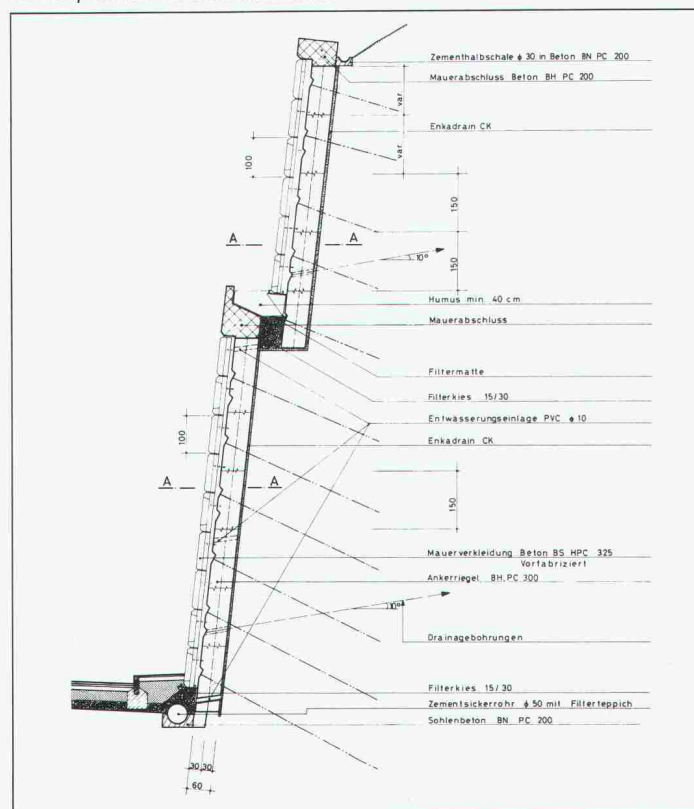 Zementhalbschale ϕ 30 in Beton BN PC 200
Mauerabschluss Beton BH PC 200
var.
Enkadrain CK
var.
100
150
A A
150
10°
Humus min. 40 cm
Mauerabschluss
Filtermatte
Filterkies 15/30
Entwässerungseinlage PVC ϕ 10
100
Enkadrain CK
A A
150
Mauerverkleidung Beton BS HPC 325
Vorfabriziert
Ankerriegel BH, PC 300
10°
Drainagebohrungen
Filterkies 15/30
Zementsickerrohr ϕ 50 mit Filterteppich
Sohlenbeton BN PC 200
30 30
60